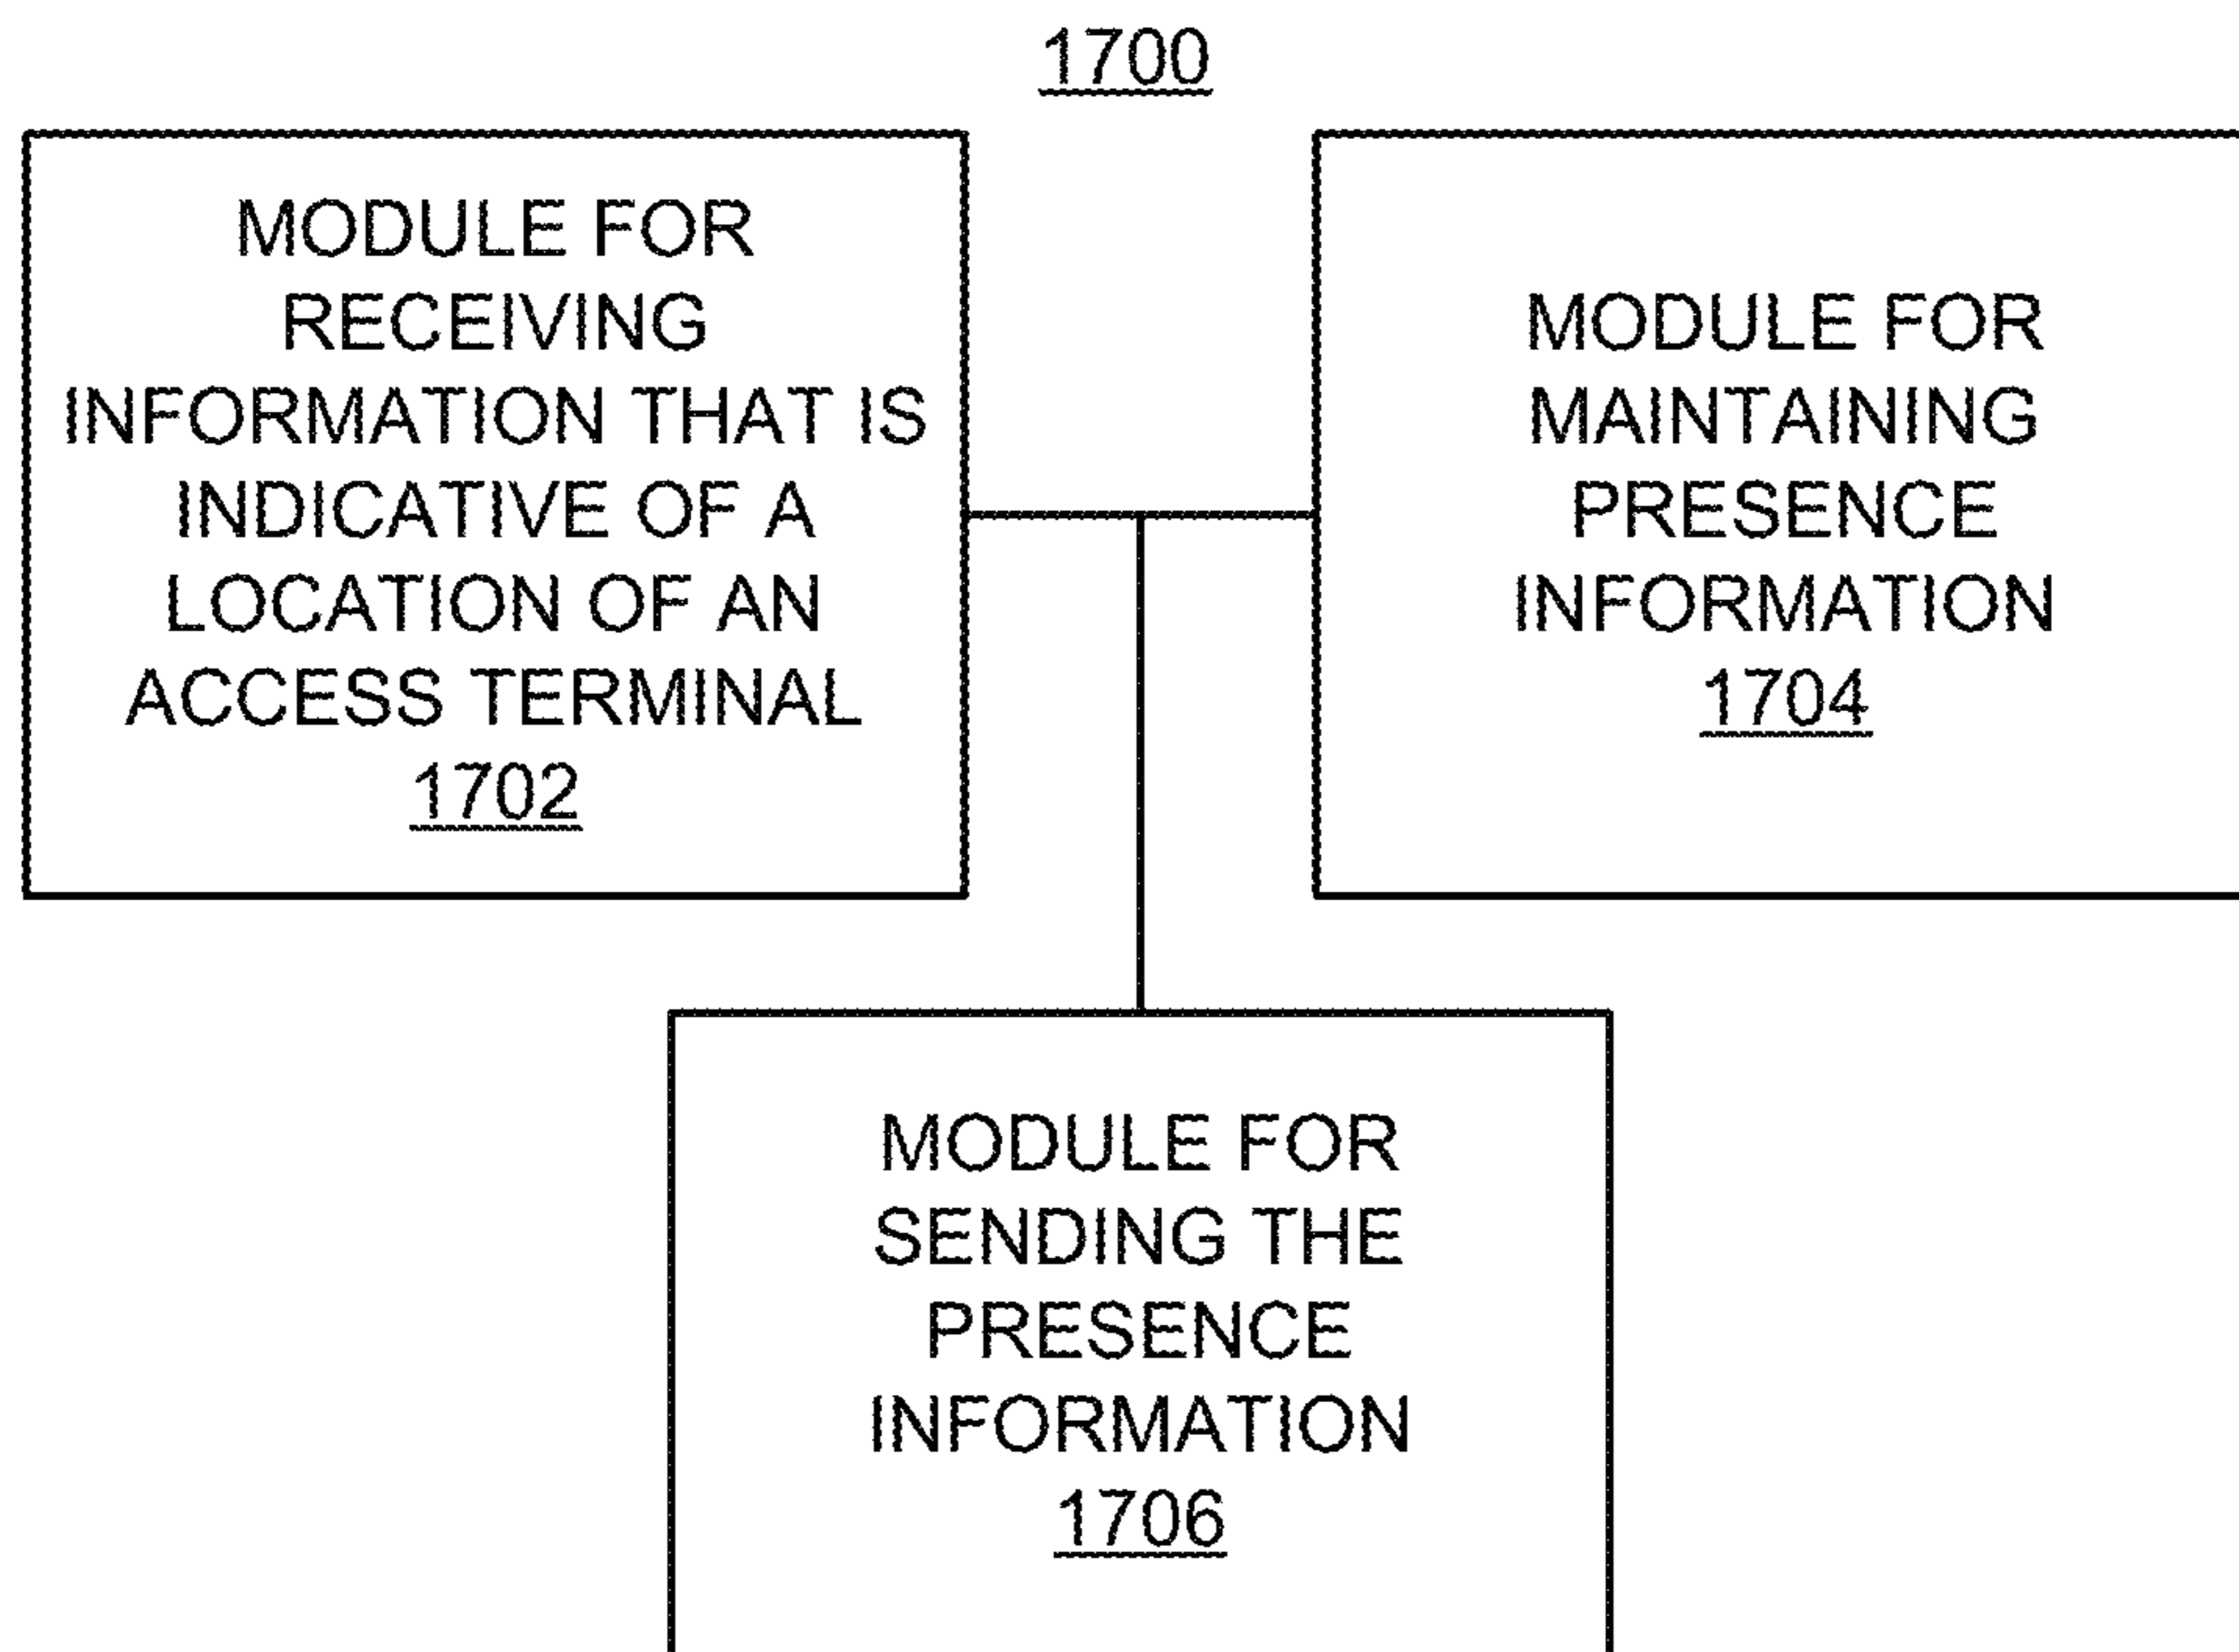 1700
MODULE FOR
RECEIVING
INFORMATION THAT IS
INDICATIVE OF A
LOCATION OF AN
ACCESS TERMINAL
1702
MODULE FOR
MAINTAINING
PRESENCE
INFORMATION
1704
MODULE FOR
SENDING THE
PRESENCE
INFORMATION
1706